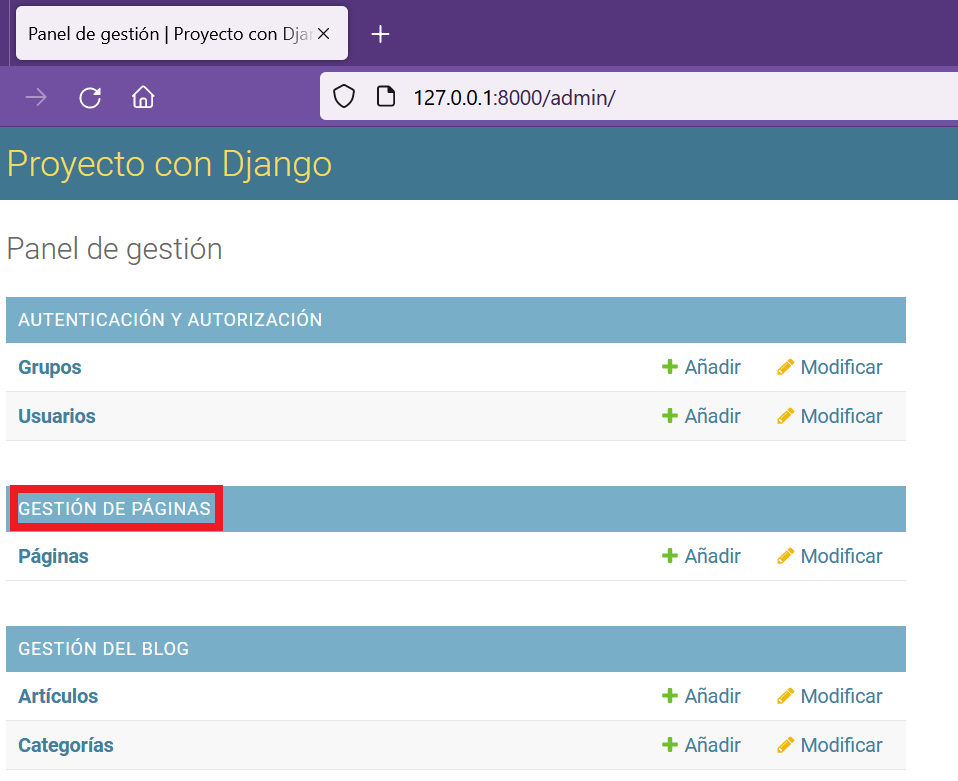 Panel de gestión | Proyecto con Djan
127.0.0.1:8000/admin/
Proyecto con Django
Panel de gestión
AUTENTICACIÓN Y AUTORIZACIÓN
Grupos Añadir Modificar
Usuarios Añadir Modificar
GESTIÓN DE PÁGINAS
Páginas Añadir Modificar
GESTIÓN DEL BLOG
Artículos Añadir Modificar
Categorías Añadir Modificar